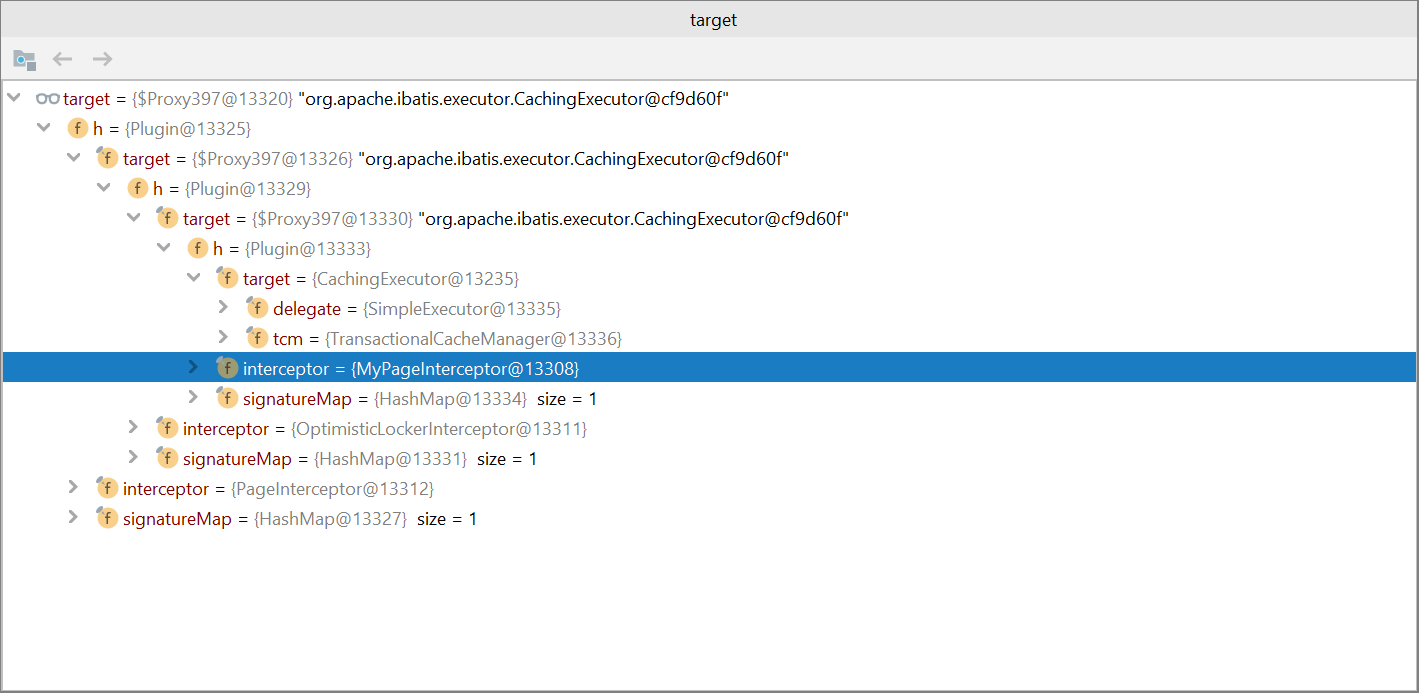 target
target = {$Proxy397@13320} "org.apache.ibatis.executor.CachingExecutor@cf9d60f"
f h = {Plugin@13325}
f target = {$Proxy397@13326} "org.apache.ibatis.executor.CachingExecutor@cf9d60f"
f h = {Plugin@13329}
f target = {$Proxy397@13330} "org.apache.ibatis.executor.CachingExecutor@cf9d60f"
f h = {Plugin@13333}
f target = {CachingExecutor@13235}
f delegate = {SimpleExecutor@13335}
f tcm = {TransactionalCacheManager@13336}
f interceptor = {MyPageInterceptor@13308}
f signatureMap = {HashMap@13334} size = 1
f interceptor = {OptimisticLockerInterceptor@13311}
f signatureMap = {HashMap@13331} size = 1
f interceptor = {PageInterceptor@13312}
f signatureMap = {HashMap@13327} size = 1